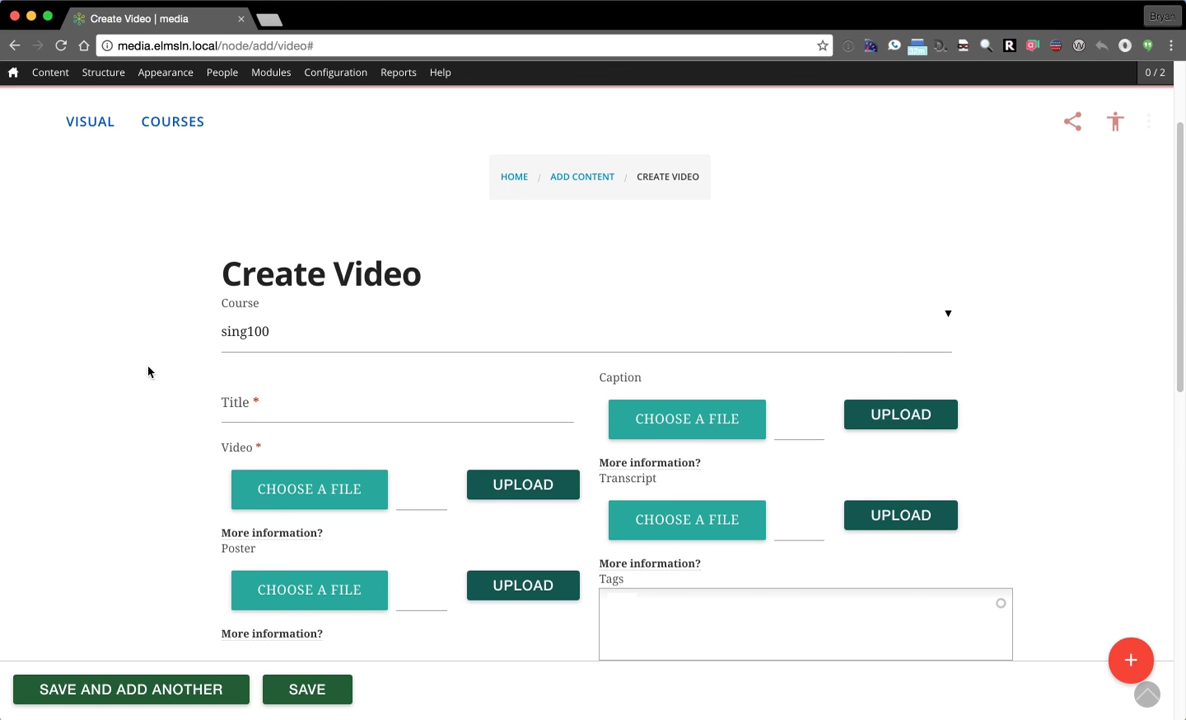 Create Video | media
Bryan
media.elmsln.local/node/add/video#
Content Structure Appearance People Modules Configuration Reports Help
0 / 2
VISUAL COURSES
HOME / ADD CONTENT / CREATE VIDEO
Create Video
Course
sing100
Title *
Video *
CHOOSE A FILE
UPLOAD
More information?
Poster
CHOOSE A FILE
UPLOAD
More information?
Caption
CHOOSE A FILE
UPLOAD
More information?
Transcript
CHOOSE A FILE
UPLOAD
More information?
Tags
SAVE AND ADD ANOTHER
SAVE